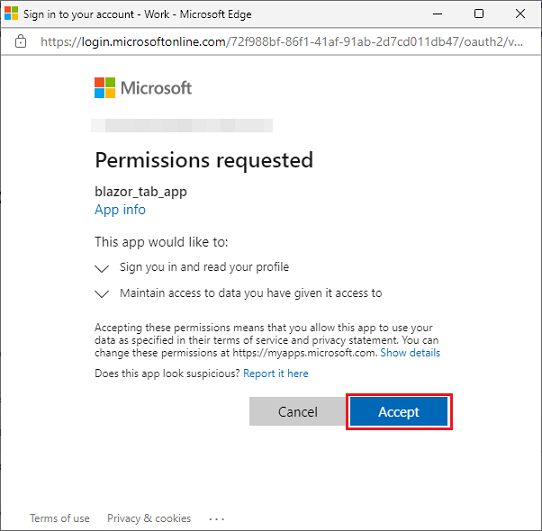 Sign in to your account - Work - Microsoft Edge
https://login.microsoftonline.com/72f988bf-86f1-41af-91ab-2d7cd011db47/oauth2/v...
Microsoft
Permissions requested
blazor_tab_app
App info
This app would like to:
Sign you in and read your profile
Maintain access to data you have given it access to
Accepting these permissions means that you allow this app to use your
data as specified in their terms of service and privacy statement. You can
change these permissions at https://myapps.microsoft.com. Show details
Does this app look suspicious? Report it here
Cancel Accept
Terms of use Privacy & cookies ...